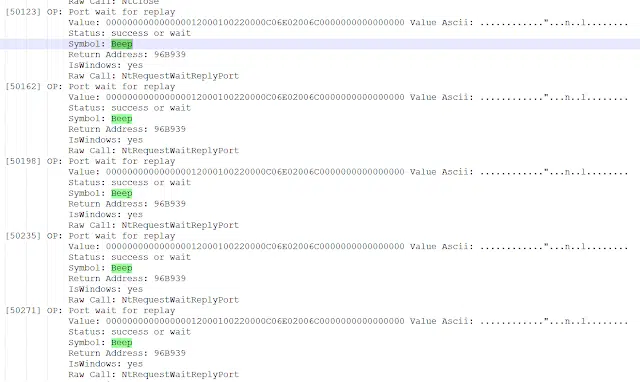 Raw Call: NtClose
[50123] OP: Port wait for replay
Value: 00000000000000012000100220000C06E02006C0000000000000000 Value Ascii: ............"...n..l........
Status: success or wait
Symbol: Beep
Return Address: 96B939
IsWindows: yes
Raw Call: NtRequestWaitReplyPort
[50162] OP: Port wait for replay
Value: 00000000000000012000100220000C06E02006C0000000000000000 Value Ascii: ............"...n..l........
Status: success or wait
Symbol: Beep
Return Address: 96B939
IsWindows: yes
Raw Call: NtRequestWaitReplyPort
[50198] OP: Port wait for replay
Value: 00000000000000012000100220000C06E02006C0000000000000000 Value Ascii: ............"...n..l........
Status: success or wait
Symbol: Beep
Return Address: 96B939
IsWindows: yes
Raw Call: NtRequestWaitReplyPort
[50235] OP: Port wait for replay
Value: 00000000000000012000100220000C06E02006C0000000000000000 Value Ascii: ............"...n..l........
Status: success or wait
Symbol: Beep
Return Address: 96B939
IsWindows: yes
Raw Call: NtRequestWaitReplyPort
[50271] OP: Port wait for replay
Value: 00000000000000012000100220000C06E02006C0000000000000000 Value Ascii: ............"...n..l........
Status: success or wait
Symbol: Beep
Return Address: 96B939
IsWindows: yes
Raw Call: NtRequestWaitReplyPort